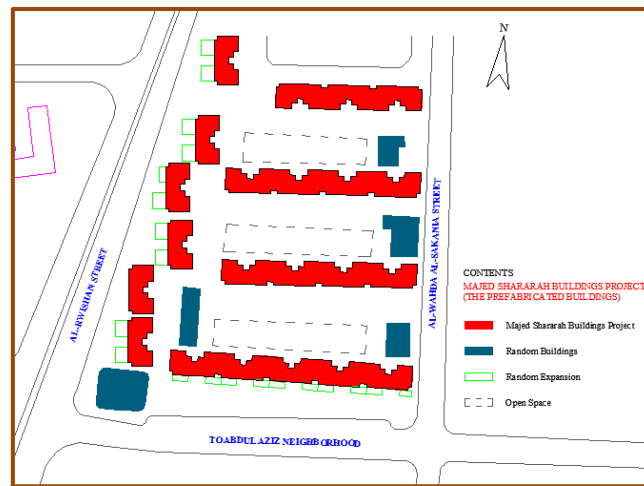 N
AL-RWISHAN STREET
AL-WAHDA AL-SAKANIA STREET
CONTENTS
MAJED SHARARAH BUILDINGS PROJECT
(THE PREFABRICATED BUILDINGS)
Majed Shararah Buildings Project
Random Buildings
Random Expansion
Open Space
TOABDUL AZIZ NEIGHBORHOOD